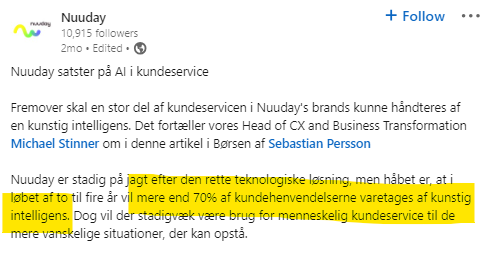 nuuday
Nuuday
+ Follow
10,915 followers
2mo • Edited •
Nuuday satster på AI i kundeservice
Fremover skal en stor del af kundeservicen i Nuuday's brands kunne håndteres af
en kunstig intelligens. Det fortæller vores Head of CX and Business Transformation
Michael Stinner om i denne artikel i Børsen af Sebastian Persson
Nuuday er stadig på jagt efter den rette teknologiske løsning, men håbet er, at i
løbet af to til fire år vil mere end 70% af kundehenvendelserne varetages af kunstig
intelligens. Dog vil der stadigvæk være brug for menneskelig kundeservice til de
mere vanskelige situationer, der kan opstå.